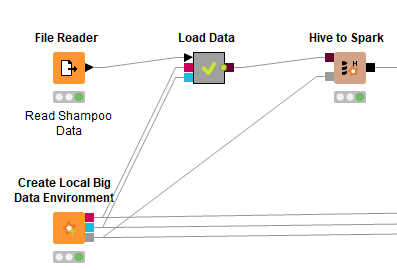 File Reader
Load Data
Hive to Spark
H
Read Shampoo
Data
Create Local Big
Data Environment